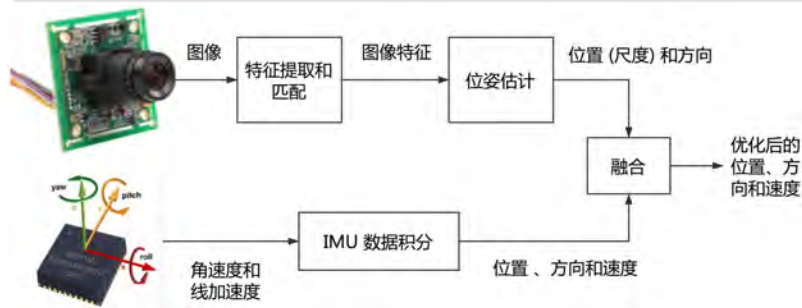 图像
特征提取和
匹配
图像特征
位姿估计
位置 (尺度) 和方向
融合
优化后的
位置、方
向和速度
yaw
pitch
roll
角速度和
线加速度
IMU 数据积分
位置 、方向和速度